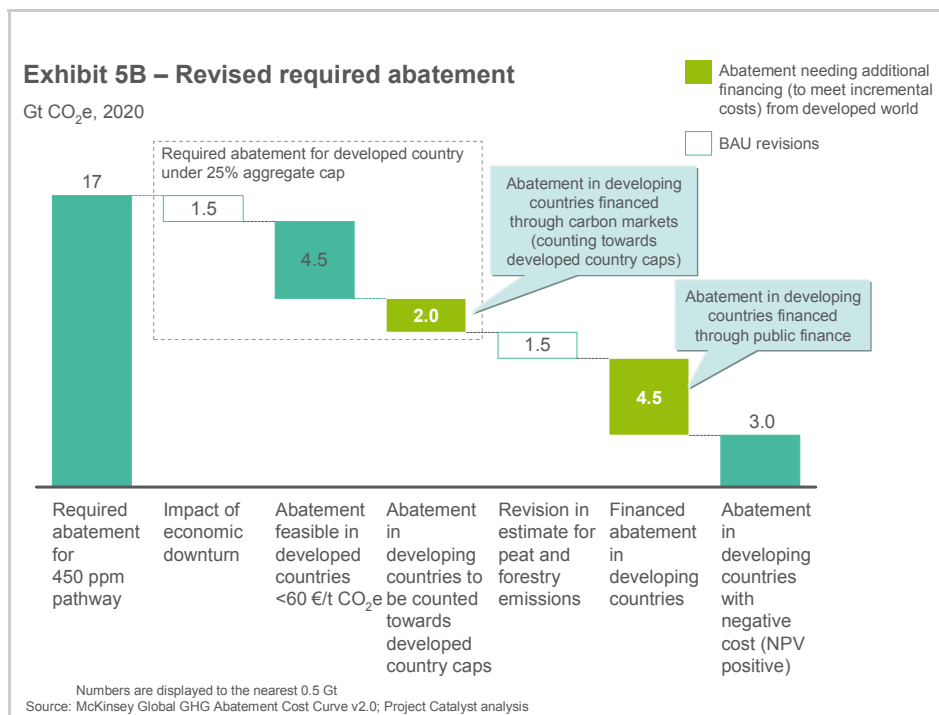 Exhibit 5B – Revised required abatement
Gt CO2e, 2020
Abatement needing additional
financing (to meet incremental
costs) from developed world
BAU revisions
Required abatement for developed country
under 25% aggregate cap
Abatement in developing
countries financed
through carbon markets
(counting towards
developed country caps)
Abatement in developing
countries financed
through public finance
17
1.5
4.5
2.0
1.5
4.5
3.0
Required
abatement
for
450 ppm
pathway
Impact of
economic
downturn
Abatement
feasible in
developed
countries
<60 €/t CO2e
Abatement
in
developing
countries to
be counted
towards
developed
country caps
Revision in
estimate for
peat and
forestry
emissions
Financed
abatement
in
developing
countries
Abatement
in
developing
countries
with
negative
cost (NPV
positive)
Numbers are displayed to the nearest 0.5 Gt
Source: McKinsey Global GHG Abatement Cost Curve v2.0; Project Catalyst analysis